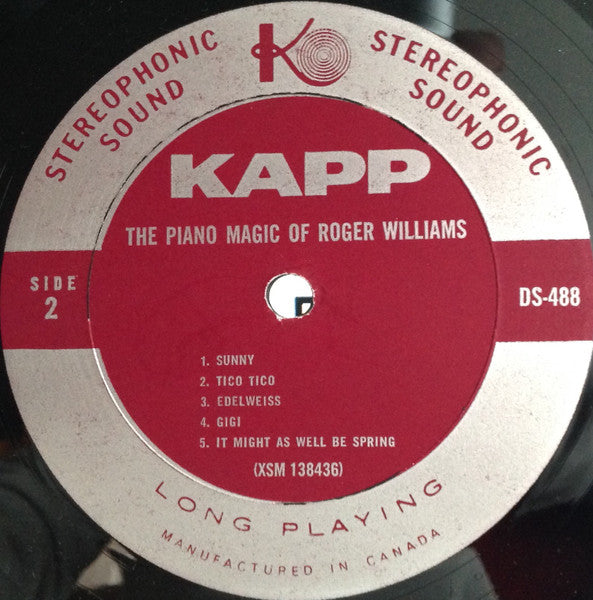 STEREOPHONIC
SOUND
K
STEREOPHONIC
SOUND
KAPP
THE PIANO MAGIC OF ROGER WILLIAMS
SIDE
2
DS-488
1. SUNNY
2. TICO TICO
3. EDELWEISS
4. GIGI
5. IT MIGHT AS WELL BE SPRING
(XSM 138436)
LONG PLAYING
MANUFACTURED IN CANADA